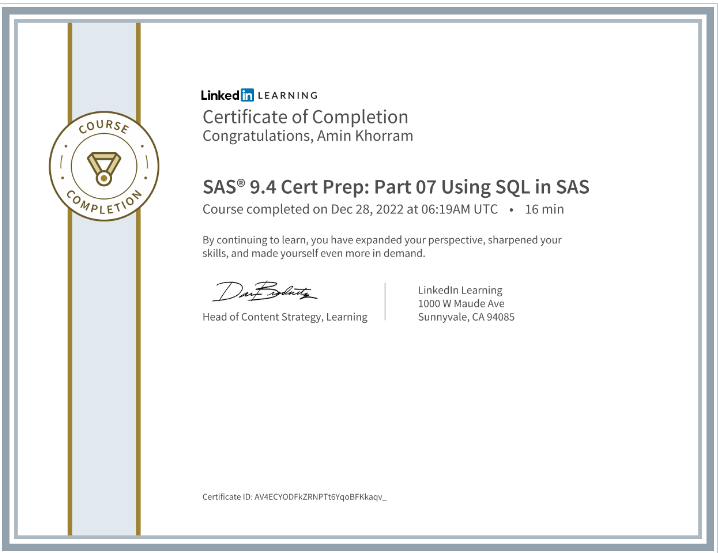 COURSE
COMPLETION
Linked in LEARNING
Certificate of Completion
Congratulations, Amin Khorram
SAS® 9.4 Cert Prep: Part 07 Using SQL in SAS
Course completed on Dec 28, 2022 at 06:19AM UTC • 16 min
By continuing to learn, you have expanded your perspective, sharpened your
skills, and made yourself even more in demand.
Head of Content Strategy, Learning
LinkedIn Learning
1000 W Maude Ave
Sunnyvale, CA 94085
Certificate ID: AV4ECYODFkZRNPTt6YqoBFKkaqv_